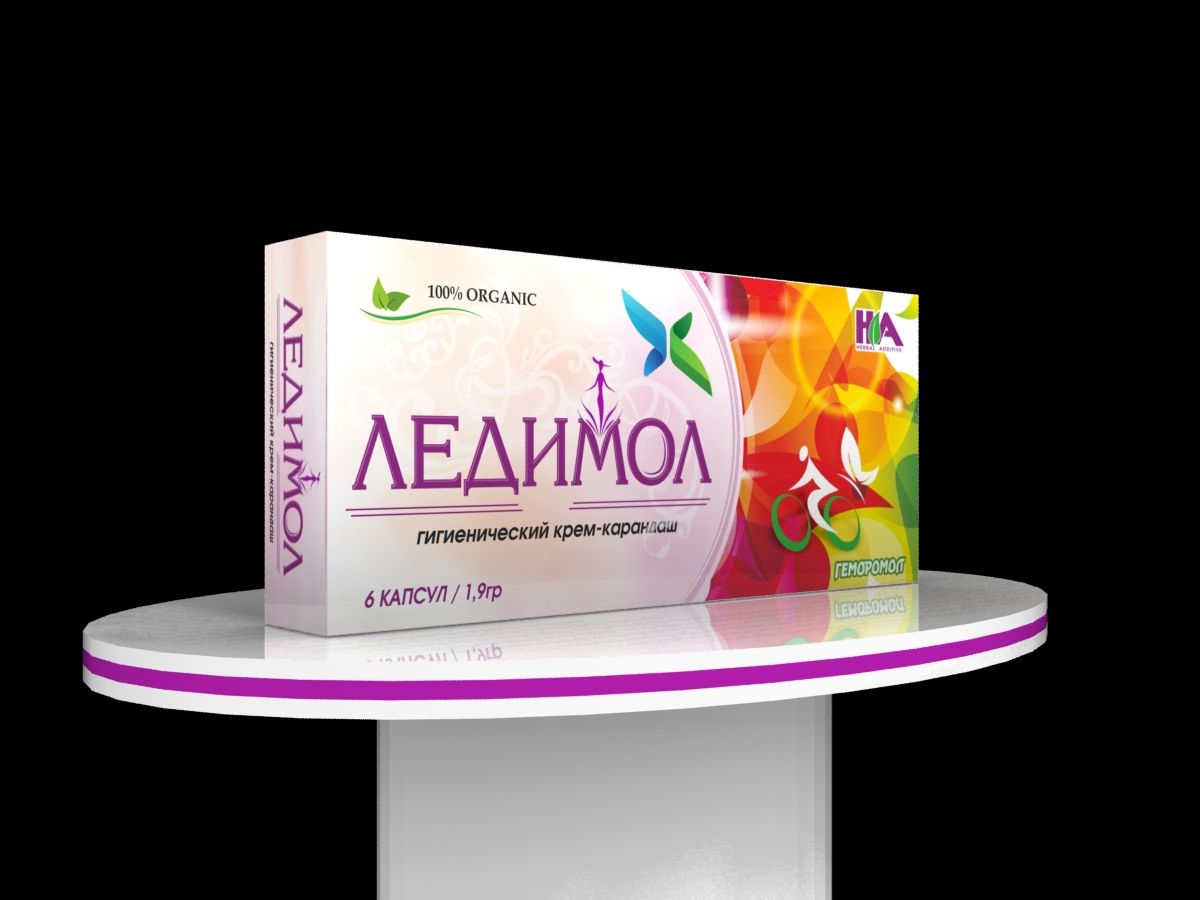 100% ORGANIC
HA
HERBAL ADDITIVE
ЛЕДИМОЛ
гигиенический крем-карандаш
6 КАПСУЛ / 1,9гр
ГЕМОРОМОЛ
ЛЕДИМОЛ
гигиенический крем-карандаш